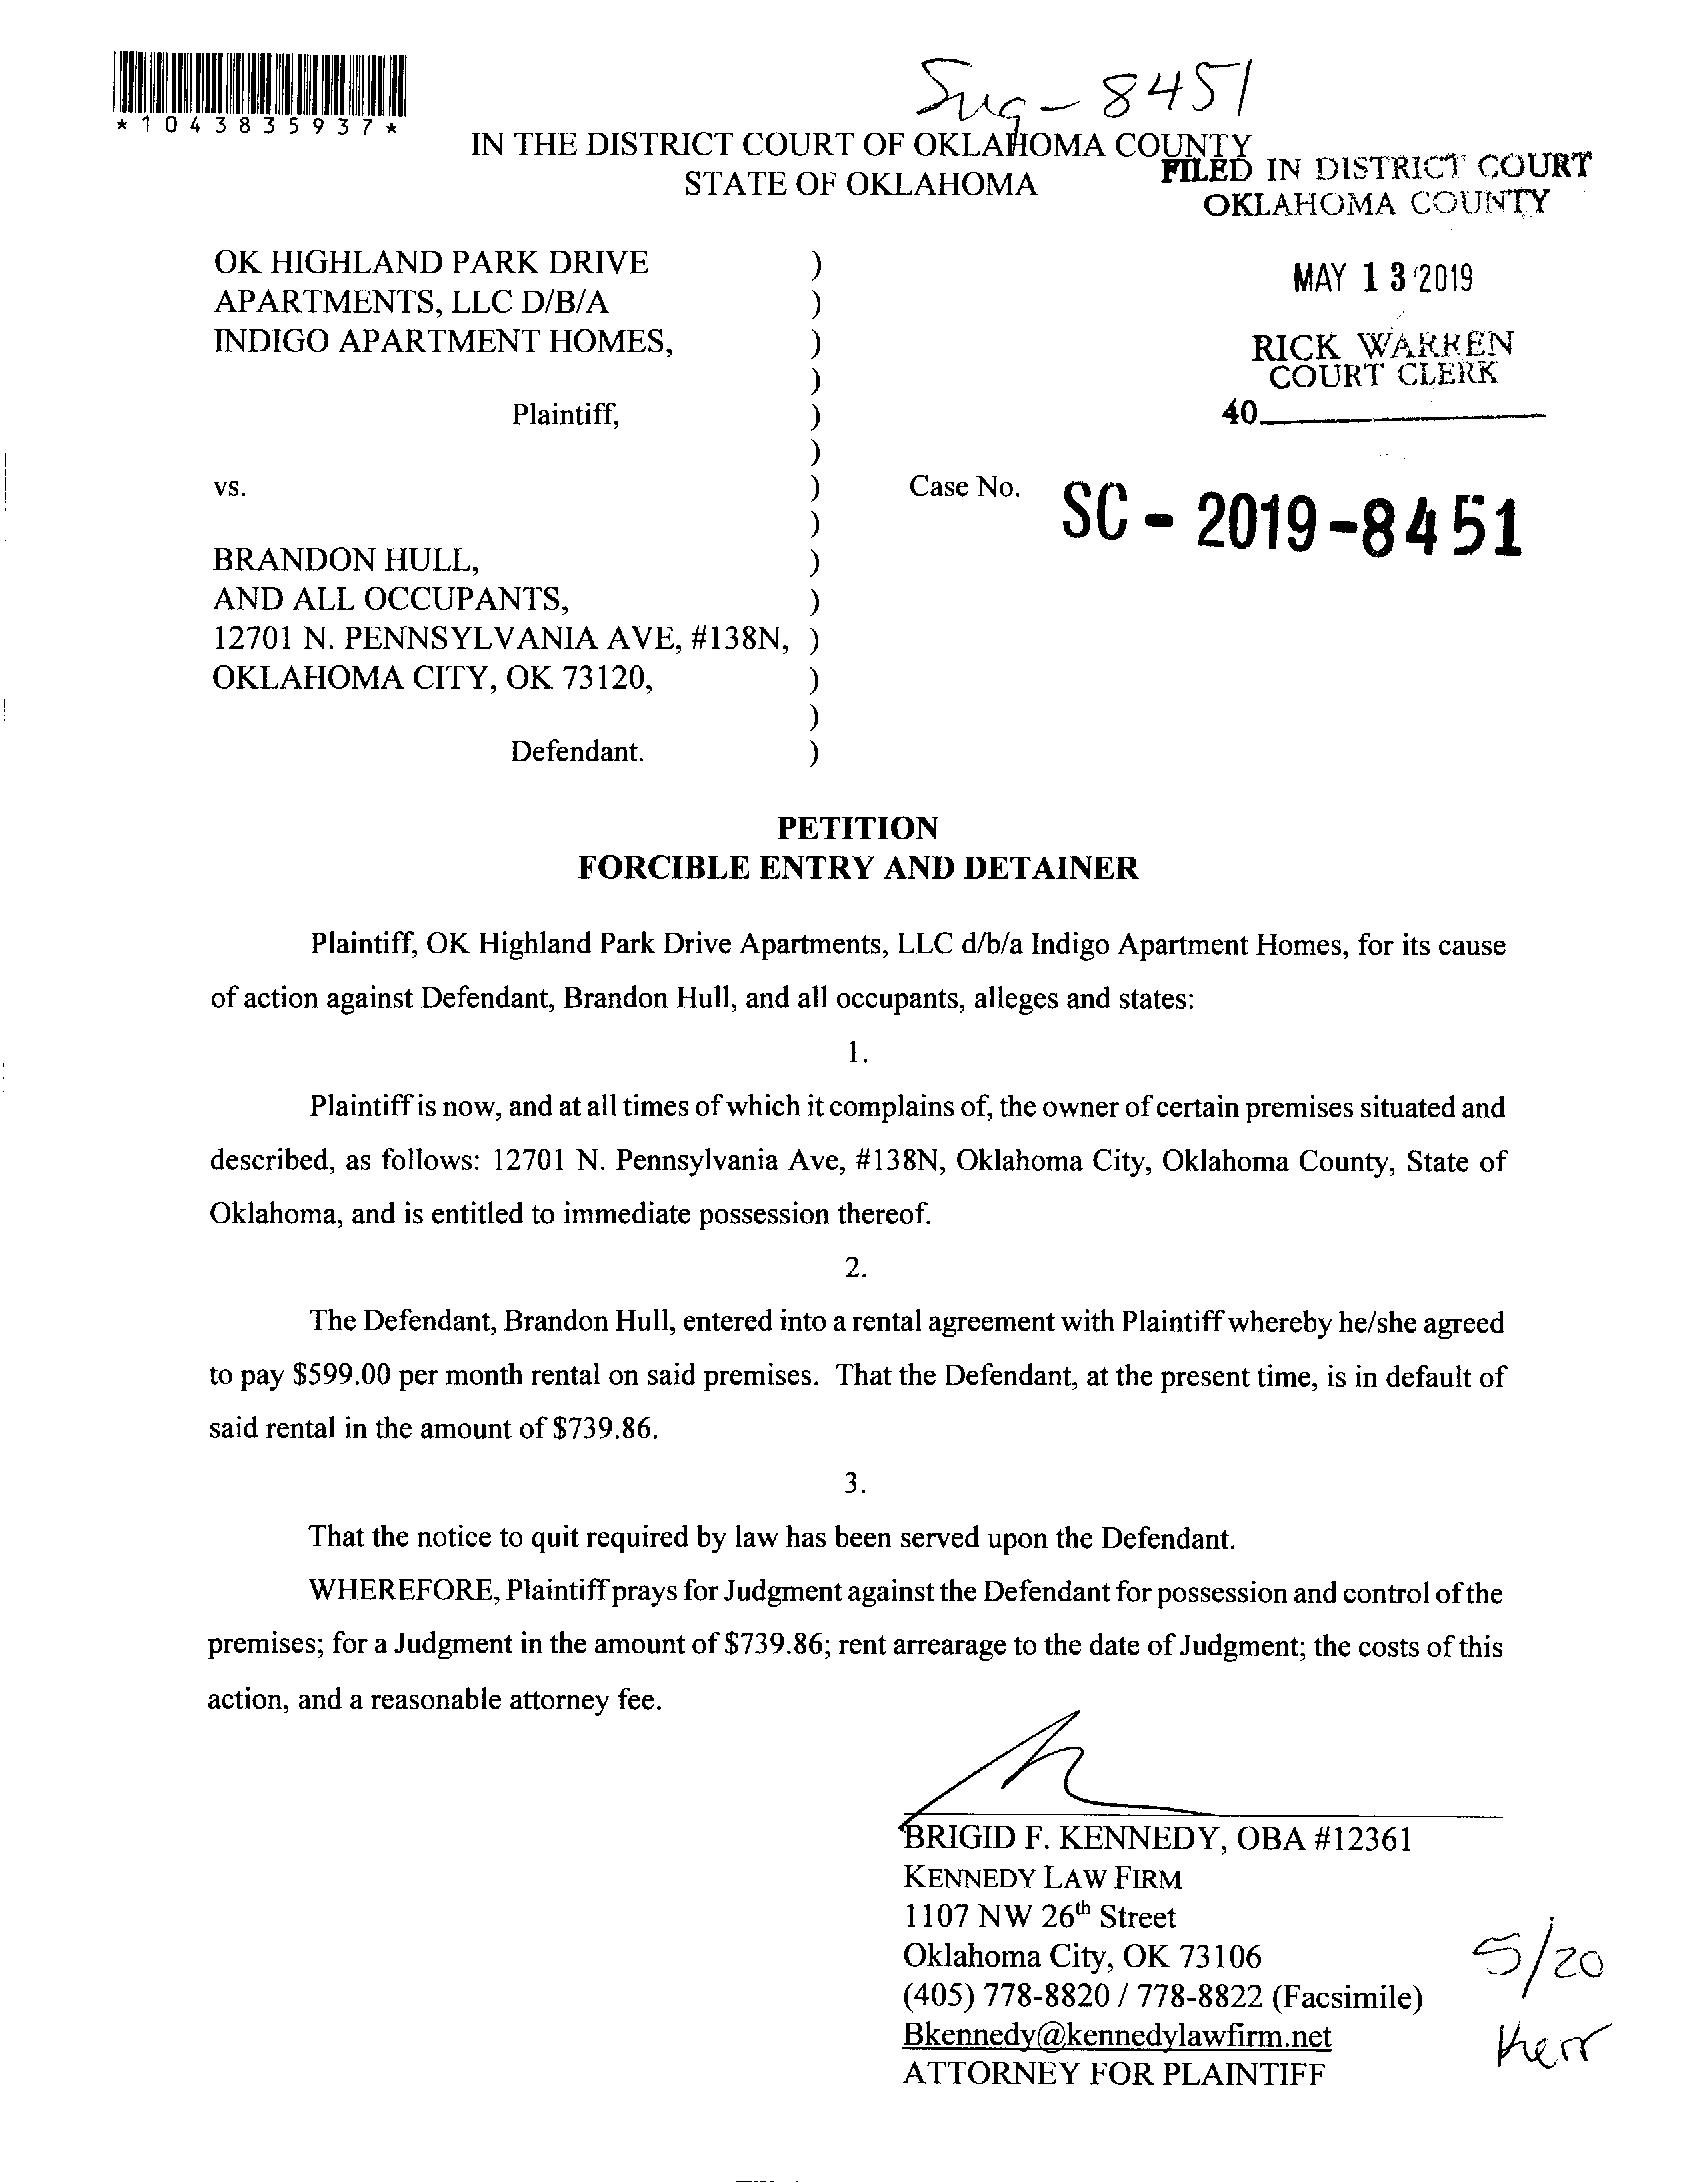 Sug-8451
*1043835937*
IN THE DISTRICT COURT OF OKLAHOMA COUNTY
STATE OF OKLAHOMA
FILED IN DISTRICT COURT
OKLAHOMA COUNTY
MAY 13 2019
RICK WARREN
COURT CLERK
40
OK HIGHLAND PARK DRIVE )
APARTMENTS, LLC D/B/A )
INDIGO APARTMENT HOMES, )
)
Plaintiff, )
)
vs. ) Case No. SC - 2019 - 8451
)
BRANDON HULL, )
AND ALL OCCUPANTS, )
12701 N. PENNSYLVANIA AVE, #138N, )
OKLAHOMA CITY, OK 73120, )
)
Defendant. )
PETITION
FORCIBLE ENTRY AND DETAINER
Plaintiff, OK Highland Park Drive Apartments, LLC d/b/a Indigo Apartment Homes, for its cause
of action against Defendant, Brandon Hull, and all occupants, alleges and states:
1.
Plaintiff is now, and at all times of which it complains of, the owner of certain premises situated and
described, as follows: 12701 N. Pennsylvania Ave, #138N, Oklahoma City, Oklahoma County, State of
Oklahoma, and is entitled to immediate possession thereof.
2.
The Defendant, Brandon Hull, entered into a rental agreement with Plaintiff whereby he/she agreed
to pay $599.00 per month rental on said premises. That the Defendant, at the present time, is in default of
said rental in the amount of $739.86.
3.
That the notice to quit required by law has been served upon the Defendant.
WHEREFORE, Plaintiff prays for Judgment against the Defendant for possession and control of the
premises; for a Judgment in the amount of $739.86; rent arrearage to the date of Judgment; the costs of this
action, and a reasonable attorney fee.
BRIGID F. KENNEDY, OBA #12361
KENNEDY LAW FIRM
1107 NW 26th Street
Oklahoma City, OK 73106
(405) 778-8820 / 778-8822 (Facsimile)
Bkennedy@kennedylawfirm.net
ATTORNEY FOR PLAINTIFF
5/20
Kerr